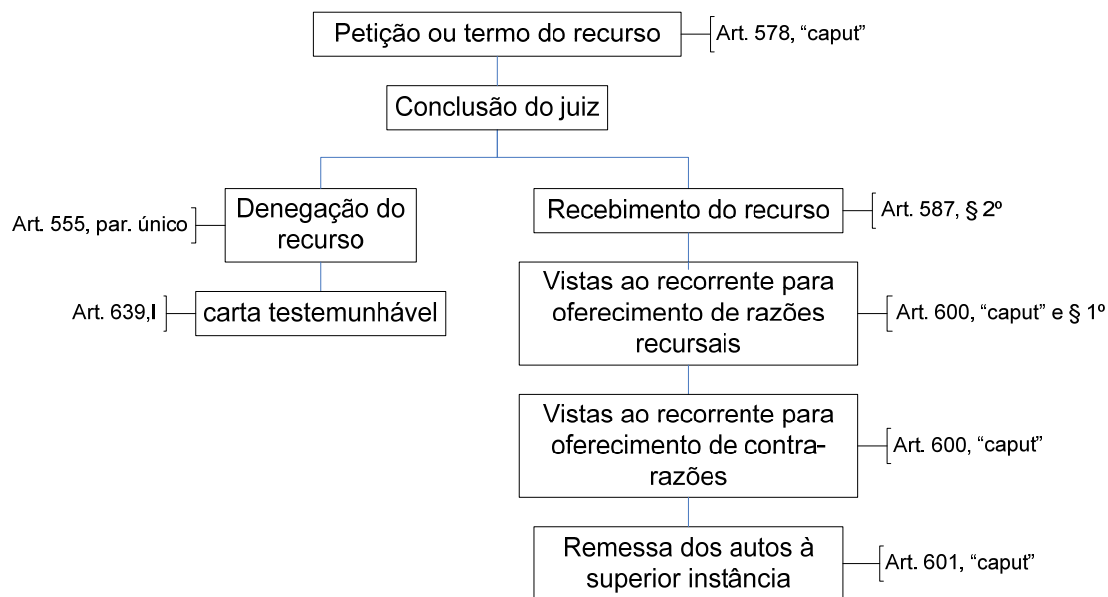 Petição ou termo do recurso
Art. 578, “caput”
Conclusão do juiz
Art. 555, par. único
Denegação do
recurso
Recebimento do recurso
Art. 587, § 2º
Art. 639,I
carta testemunhável
Vistas ao recorrente para
oferecimento de razões
recursais
Art. 600, “caput” e § 1º
Vistas ao recorrente para
oferecimento de contra-
razões
Art. 600, “caput”
Remessa dos autos à
superior instância
Art. 601, “caput”